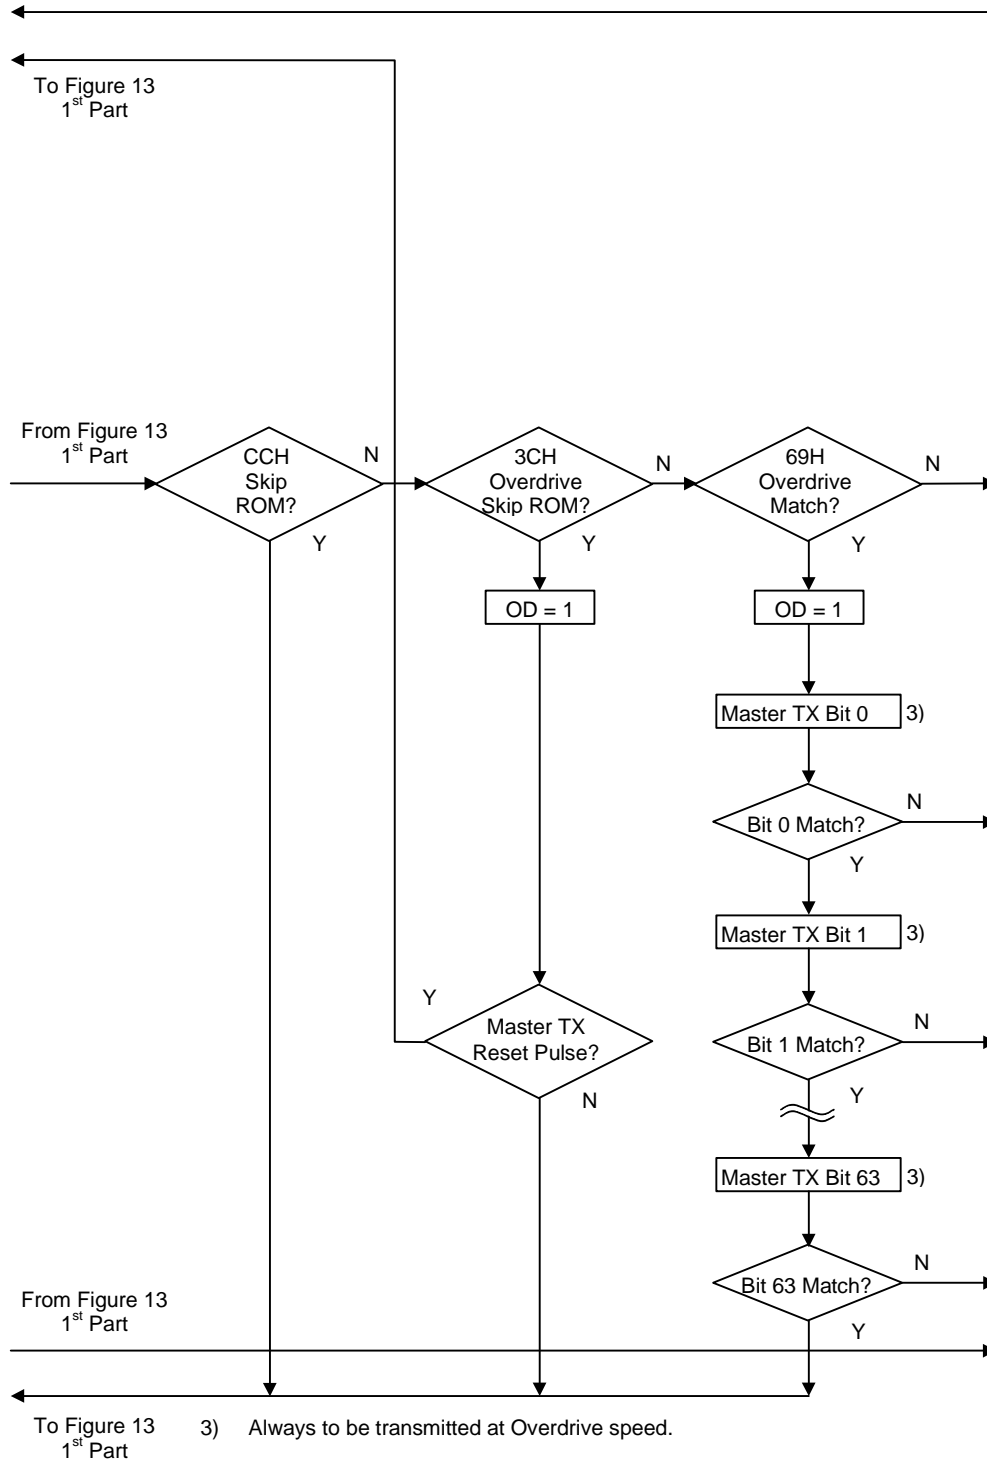 To Figure 13
1st Part
From Figure 13
1st Part
CCH
Skip
ROM?
N
Y
3CH
Overdrive
Skip ROM?
N
Y
69H
Overdrive
Match?
N
Y
OD = 1
OD = 1
Master TX Bit 0
3)
Bit 0 Match?
N
Y
Master TX Bit 1
3)
Y
Master TX
Reset Pulse?
N
Bit 1 Match?
N
Y
Master TX Bit 63
3)
Bit 63 Match?
N
Y
From Figure 13
1st Part
To Figure 13
1st Part
3) Always to be transmitted at Overdrive speed.